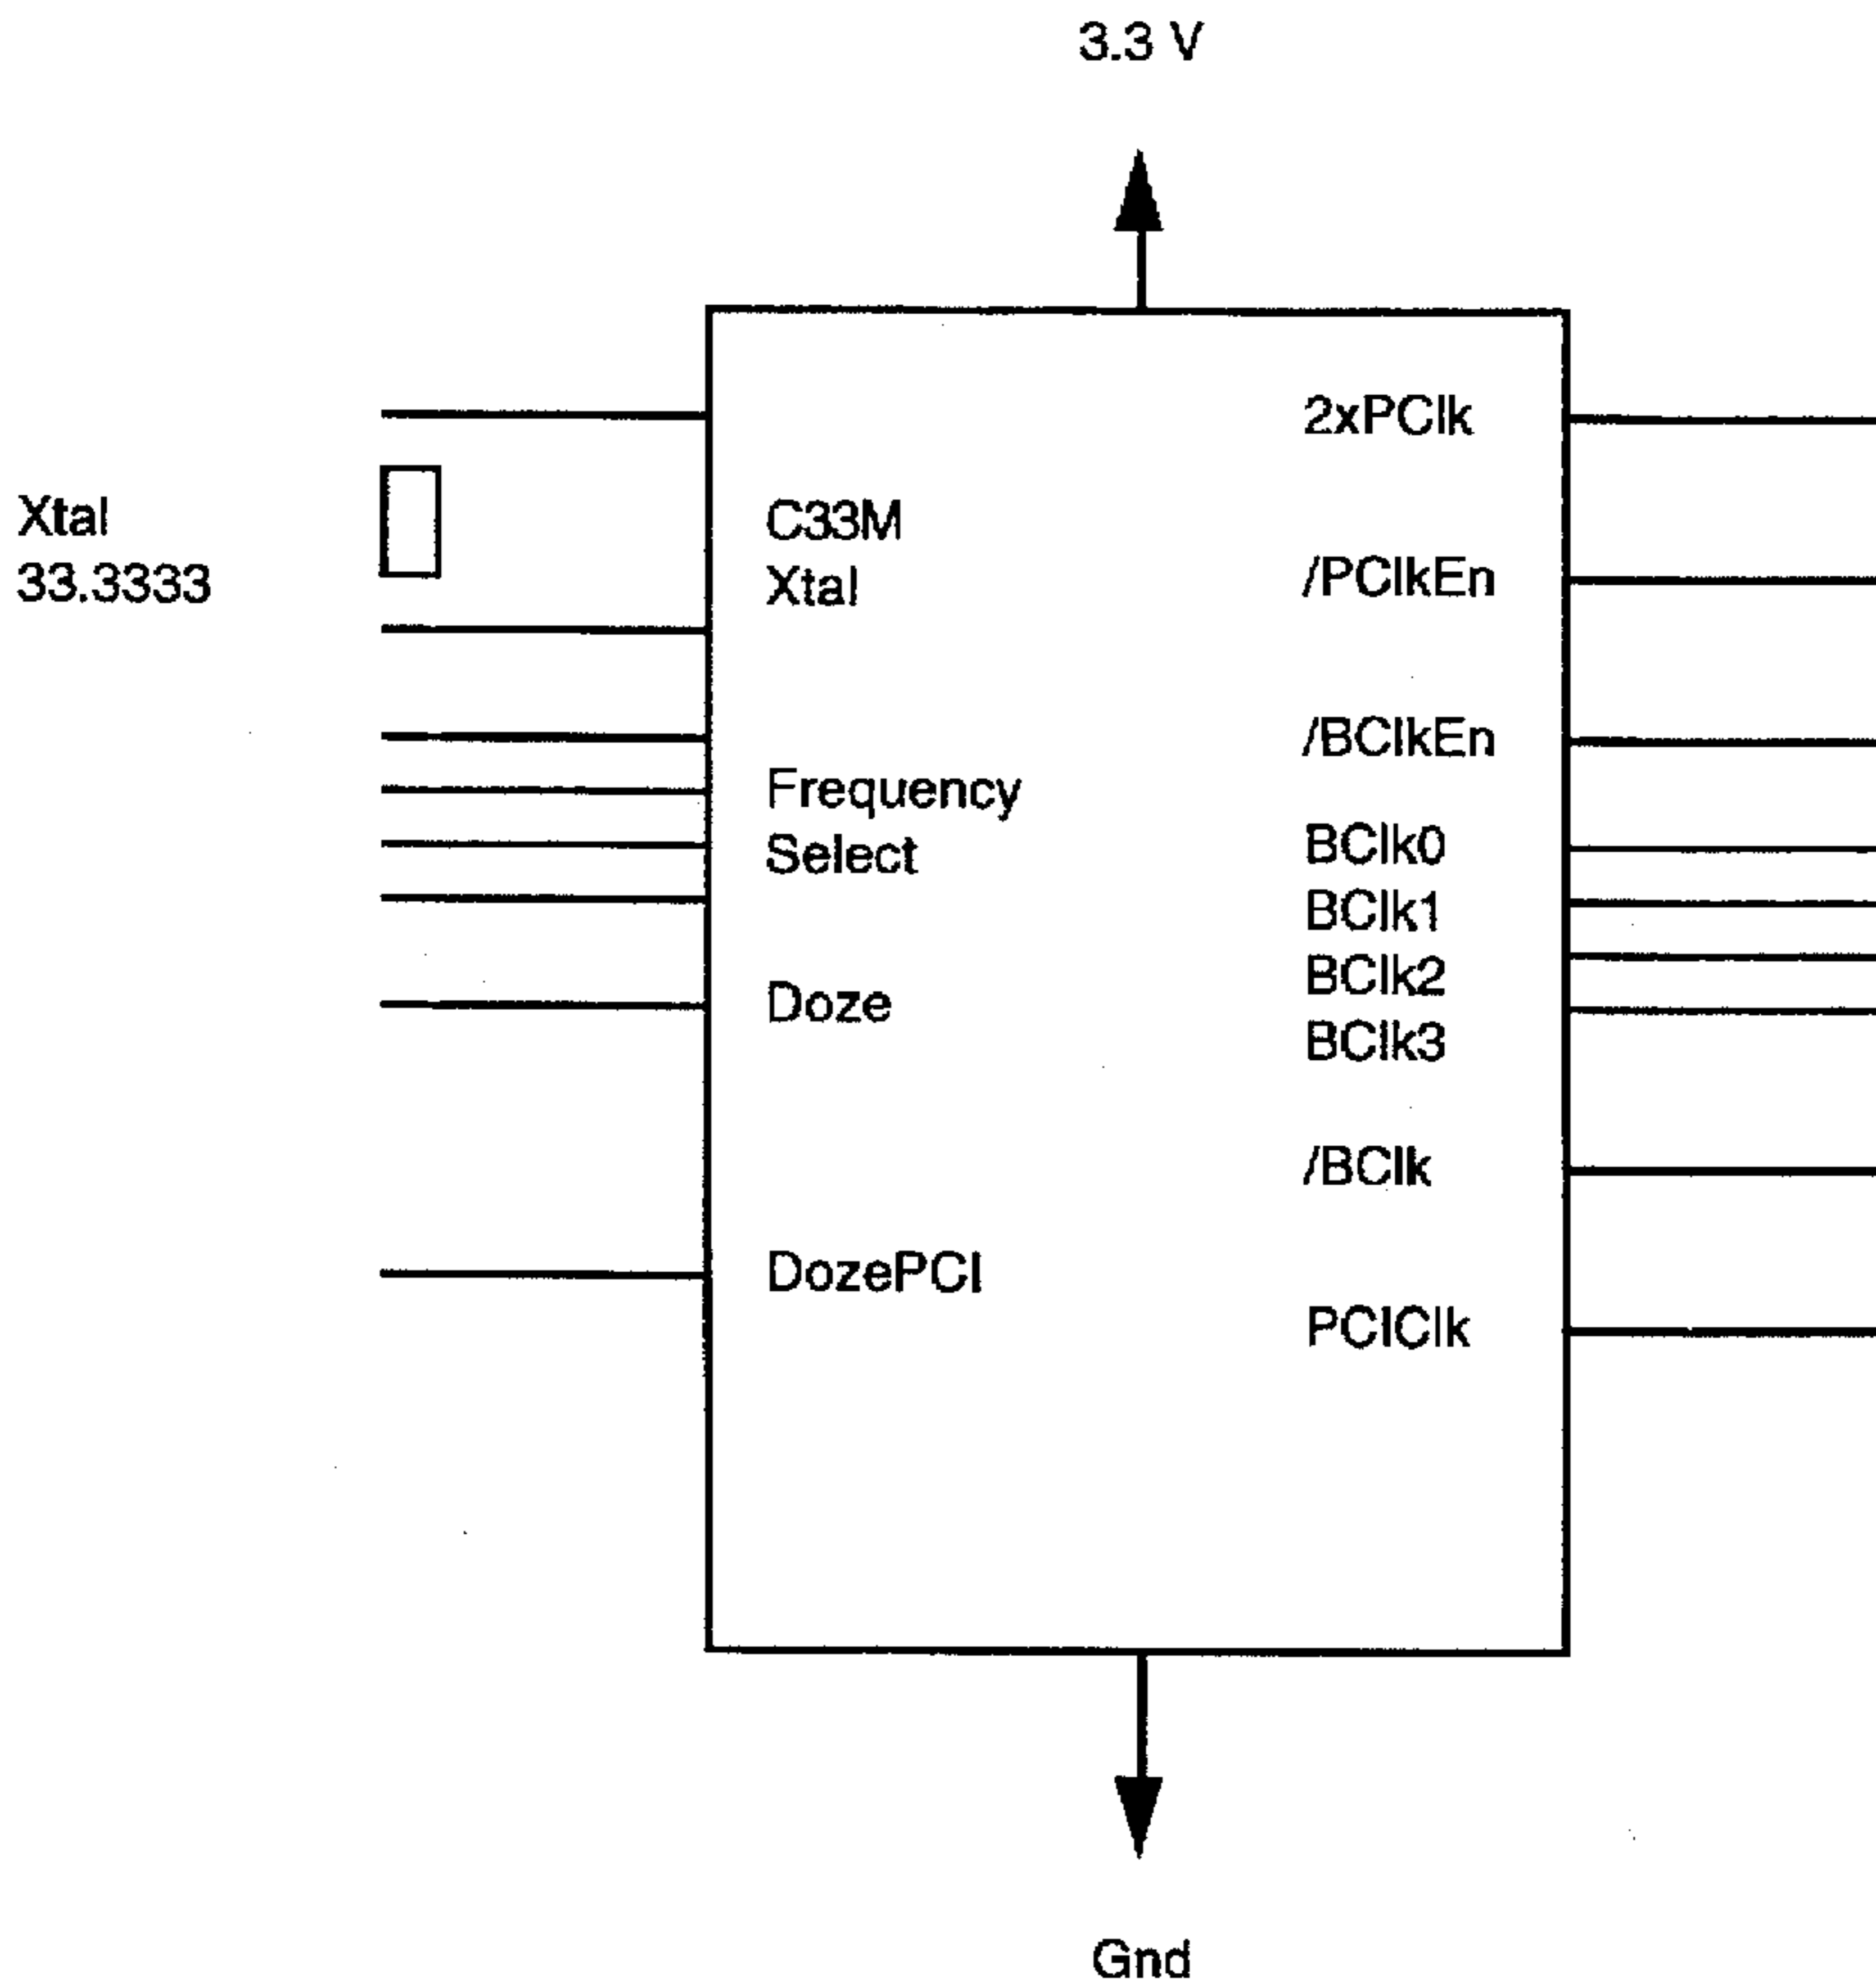 3.3 V
Xtal
33.3333
C33M
Xtal
Frequency
Select
Doze
DozePCI
2xPClk
/PClkEn
/BClkEn
BClk0
BClk1
BClk2
BClk3
/BClk
PCIClk
Gnd